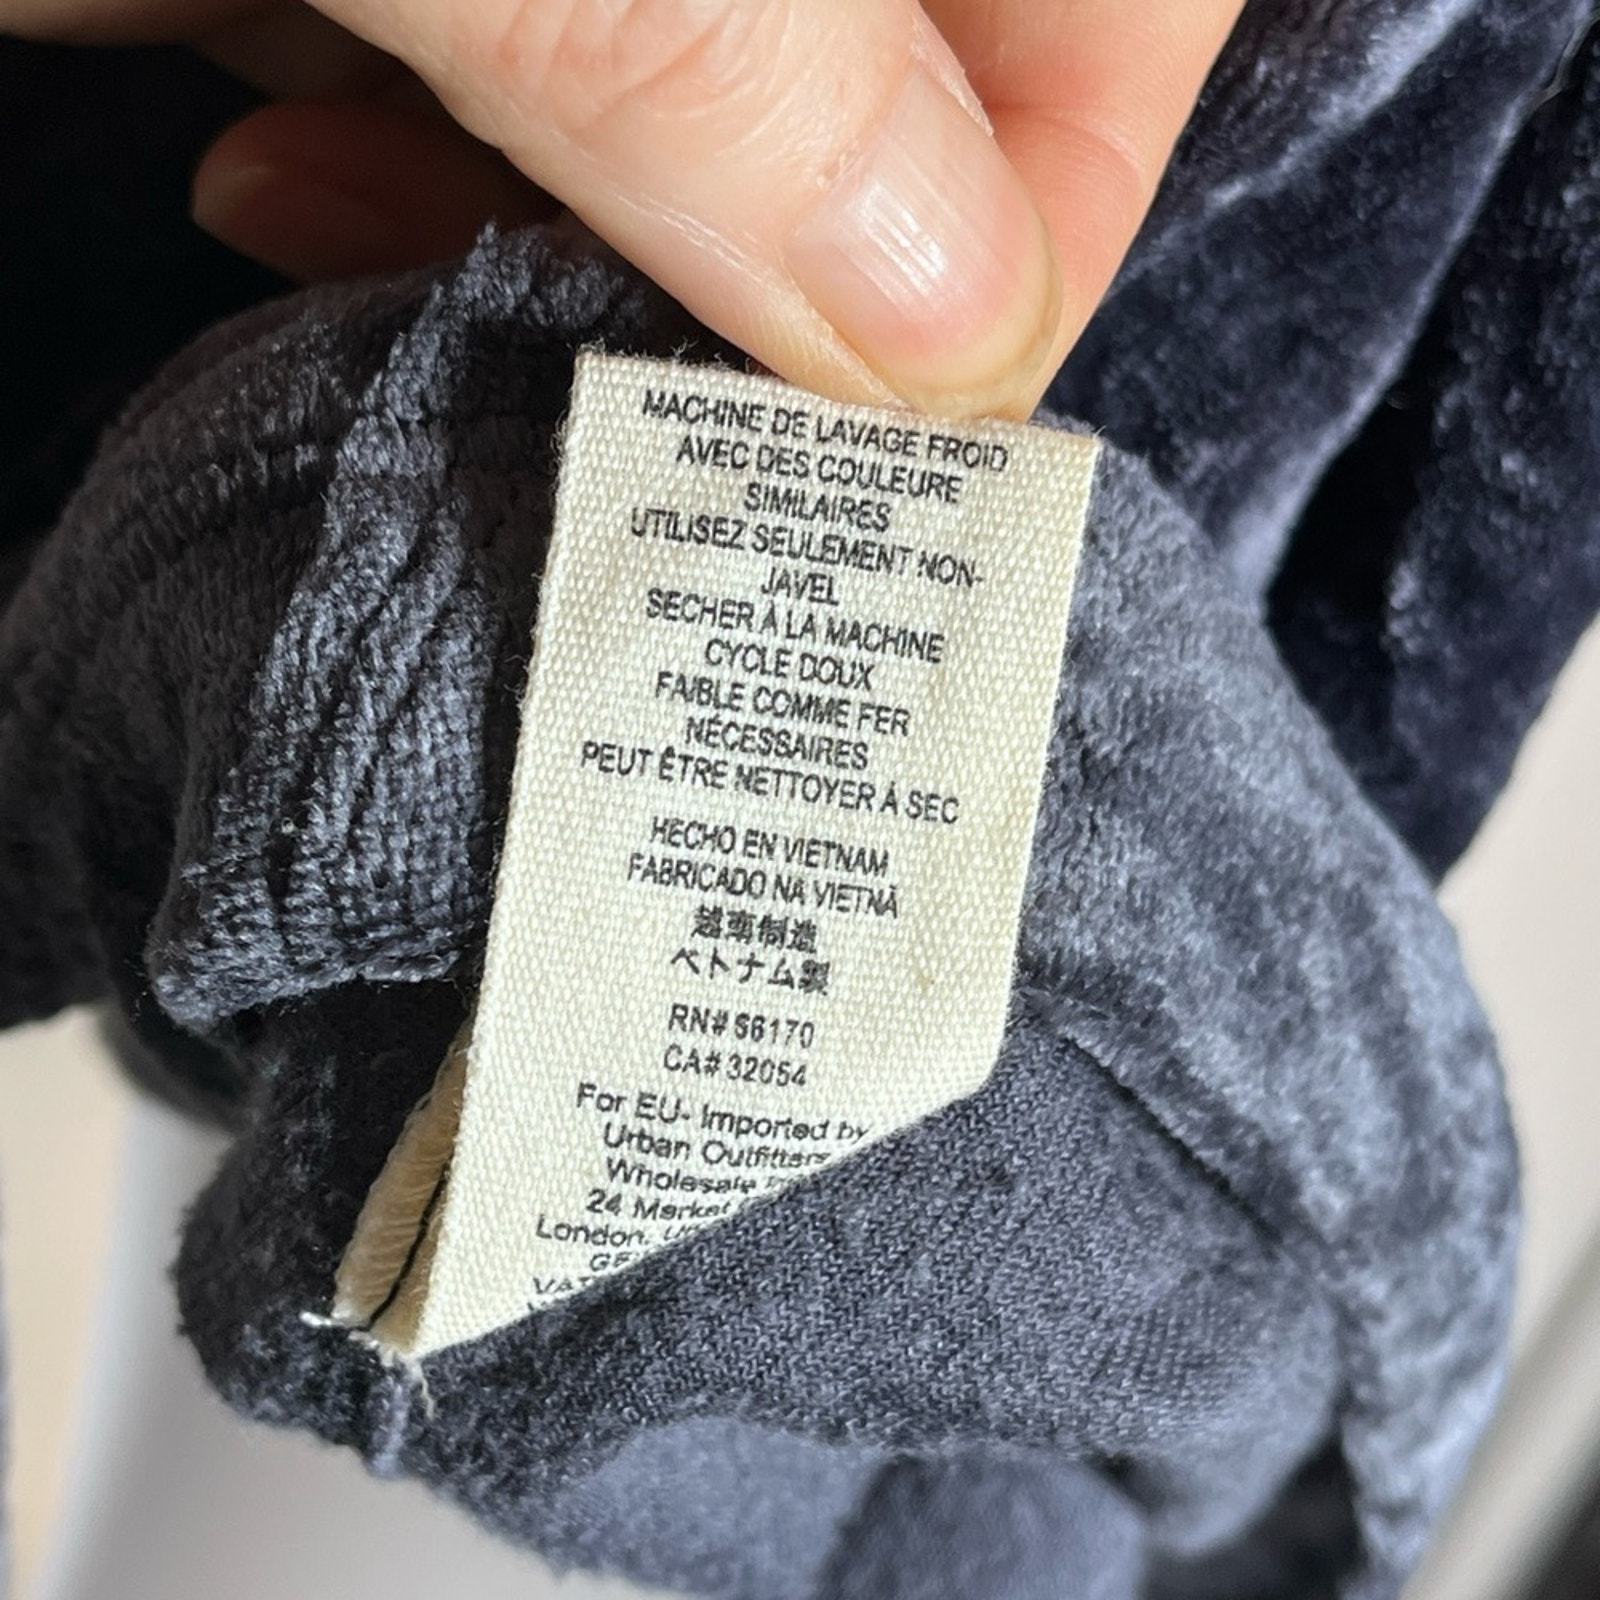 MACHINE DE LAVAGE FROID
AVEC DES COULEURE
SIMILAIRES
UTILISEZ SEULEMENT NON-
JAVEL
SECHER À LA MACHINE
CYCLE DOUX
FAIBLE COMME FER
NÉCESSAIRES
PEUT ÊTRE NETTOYER À SEC
HECHO EN VIETNAM
FABRICADO NA VIETNÃ
越南制造
ベトナム製
RN# 66170
CA# 32054
For EU- Imported by
Urban Outfitters
Wholesale
24 Market
London,